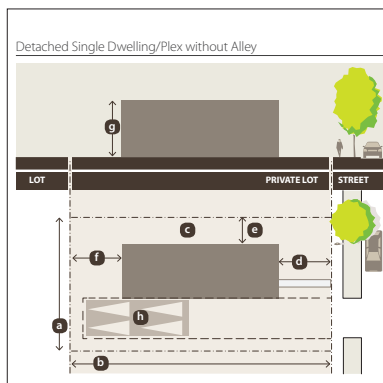 Detached Single Dwelling/Plex without Alley
g
LOT PRIVATE LOT STREET
c e
f d
h
a
b